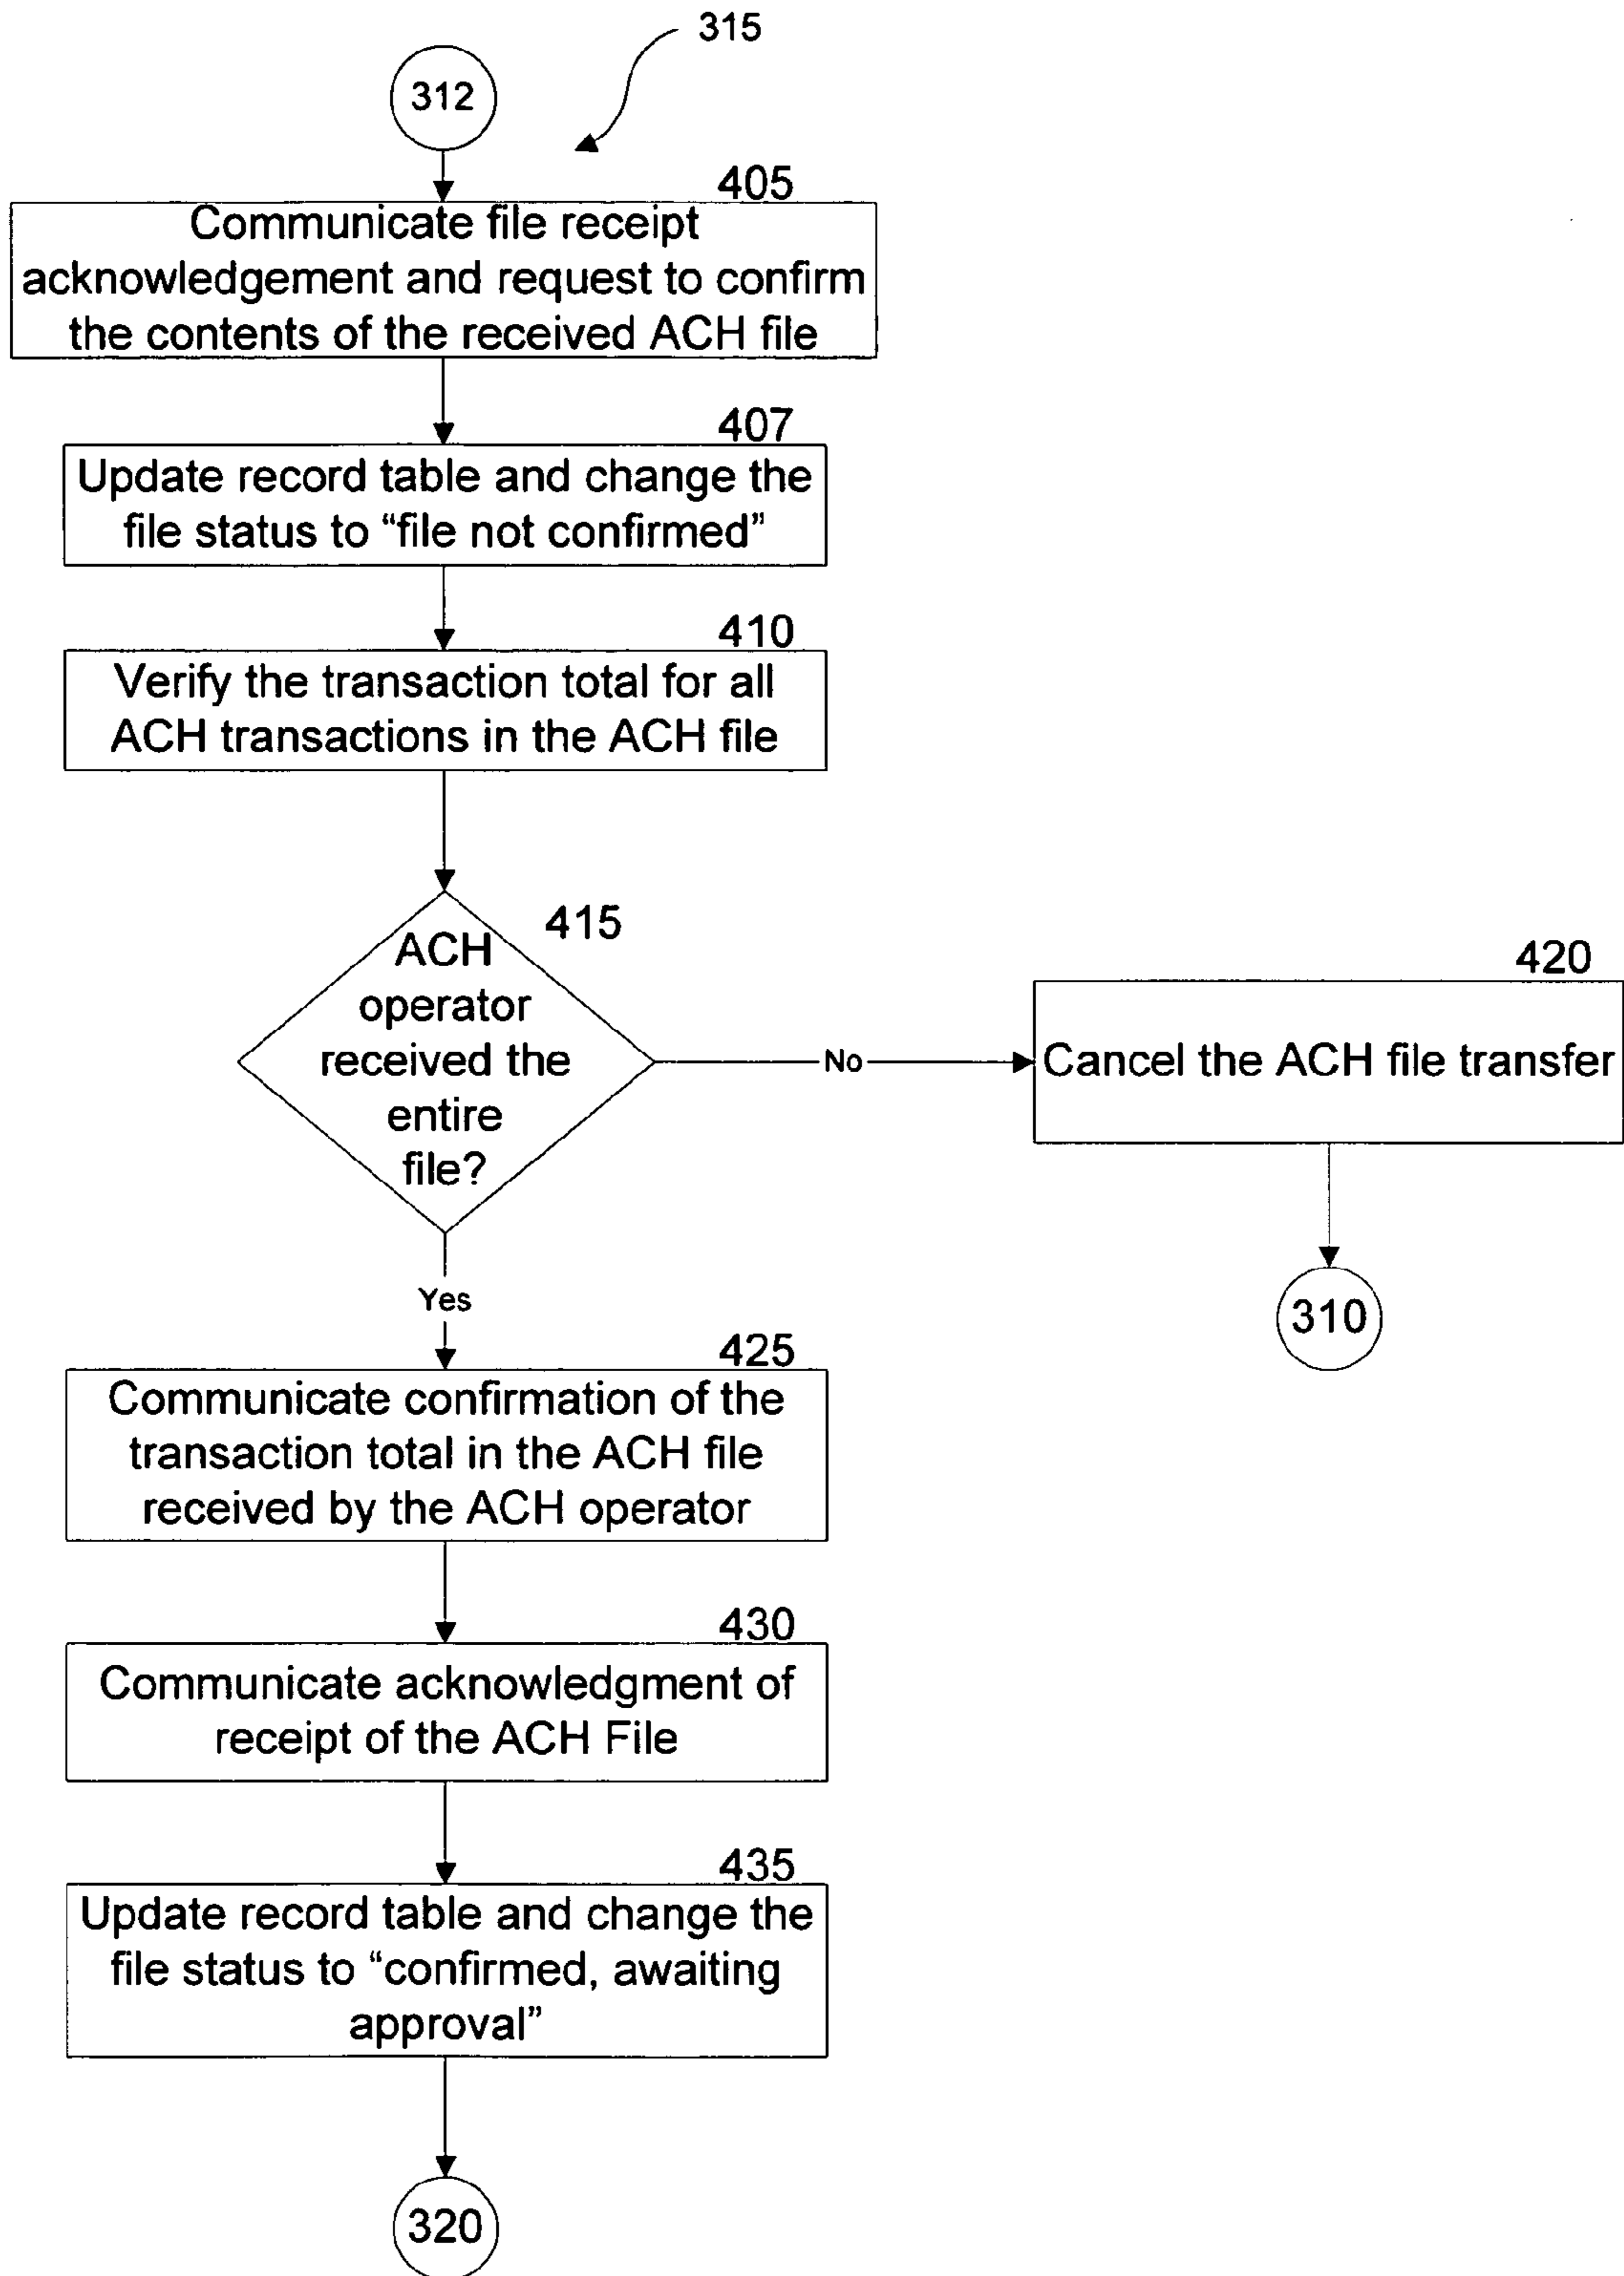 315
312
405
Communicate file receipt
acknowledgement and request to confirm
the contents of the received ACH file
407
Update record table and change the
file status to “file not confirmed”
410
Verify the transaction total for all
ACH transactions in the ACH file
415
ACH
operator
received the
entire
file?
No
420
Cancel the ACH file transfer
310
Yes
425
Communicate confirmation of the
transaction total in the ACH file
received by the ACH operator
430
Communicate acknowledgment of
receipt of the ACH File
435
Update record table and change the
file status to “confirmed, awaiting
approval”
320